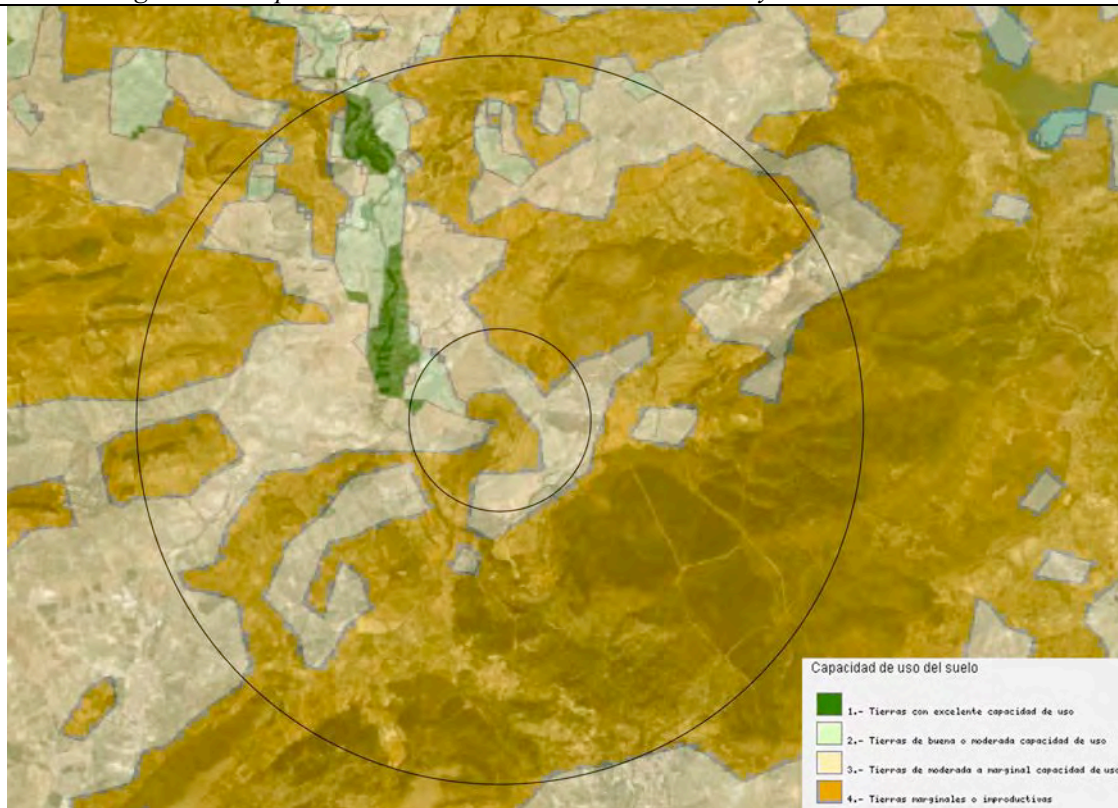 Capacidad de uso del suelo
1.- Tierras con excelente capacidad de uso
2.- Tierras de buena o moderada capacidad de uso
3.- Tierras de moderada a marginal capacidad de uso
4.- Tierras marginales o improductivas